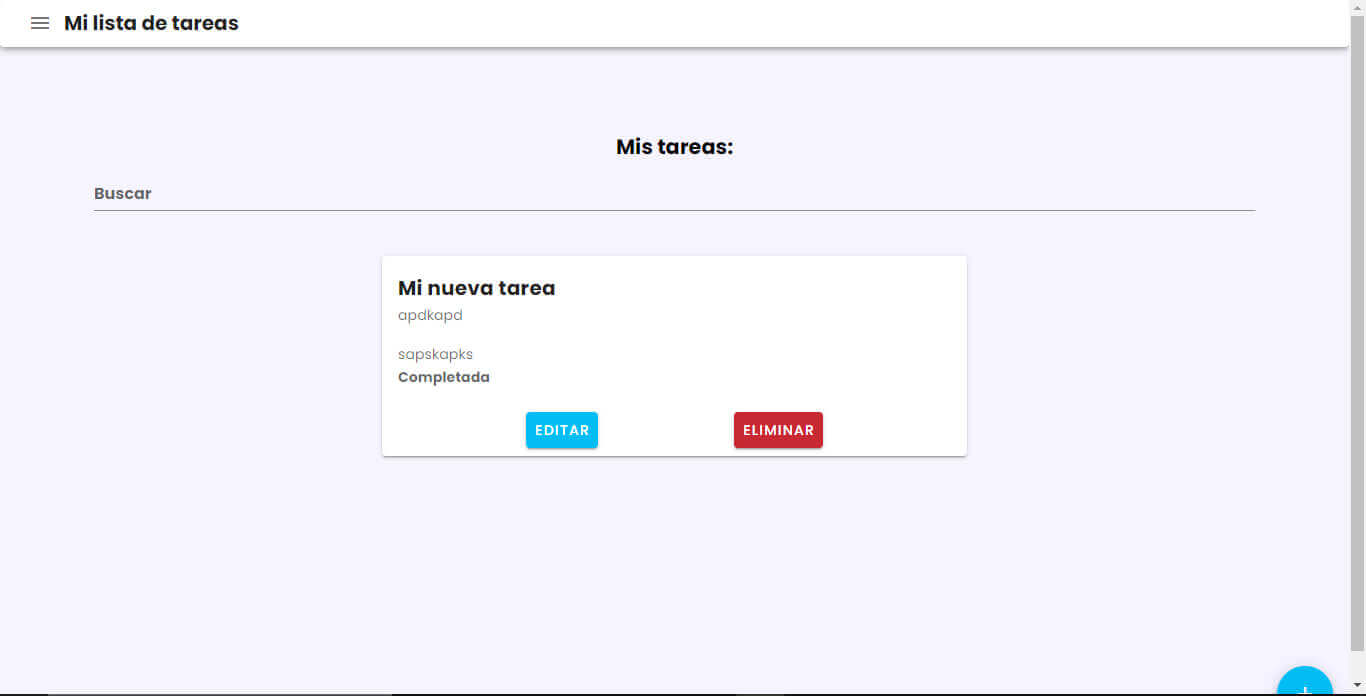 Mi lista de tareas
Mis tareas:
Buscar
Mi nueva tarea
apdkapd
sapskapks
Completada
EDITAR ELIMINAR
+